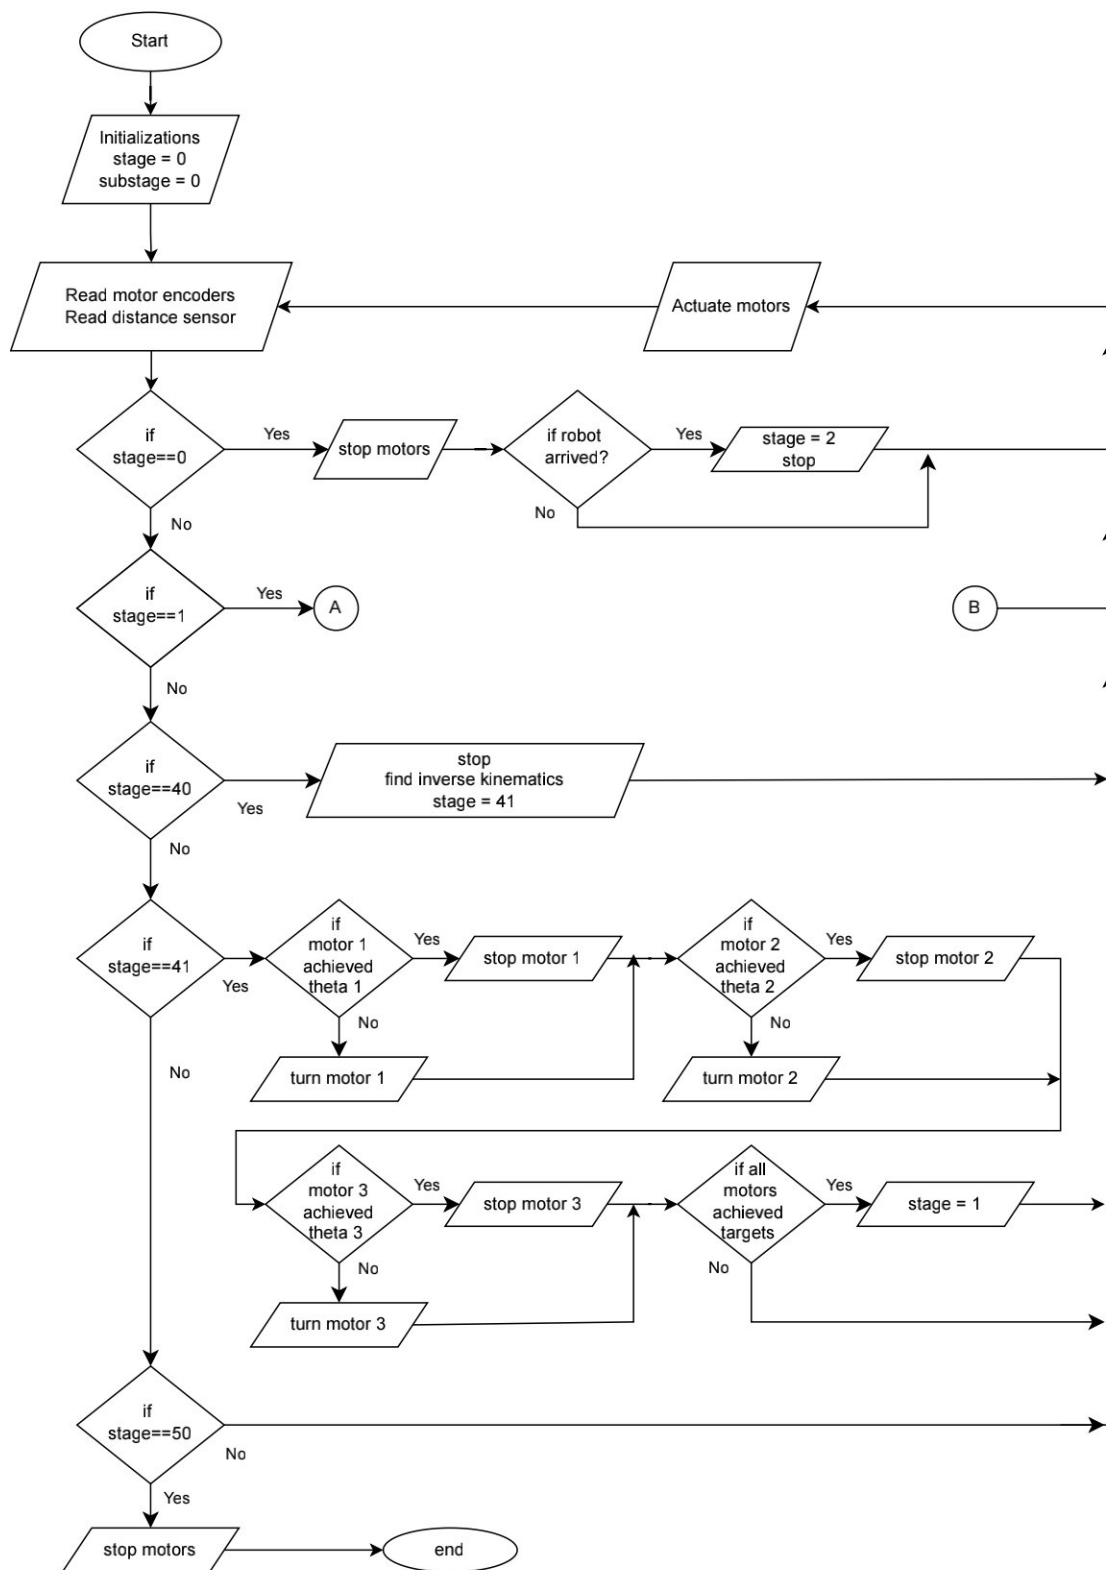 Start
Initializations
stage = 0
substage = 0
Read motor encoders
Read distance sensor
Actuate motors
if
stage==0
Yes
No
stop motors
if robot
arrived?
Yes
No
stage = 2
stop
if
stage==1
Yes
No
A
B
if
stage==40
Yes
No
stop
find inverse kinematics
stage = 41
if
stage==41
Yes
No
if
motor 1
achieved
theta 1
Yes
No
stop motor 1
turn motor 1
if
motor 2
achieved
theta 2
Yes
No
stop motor 2
turn motor 2
if
motor 3
achieved
theta 3
Yes
No
stop motor 3
turn motor 3
if all
motors
achieved
targets
Yes
No
stage = 1
if
stage==50
No
Yes
stop motors
end